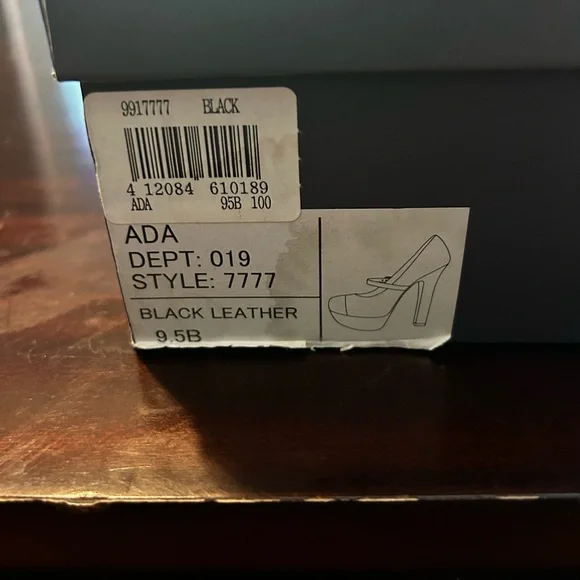 9917777 BLACK
4 12084 610189
ADA 95B 100
ADA
DEPT: 019
STYLE: 7777
BLACK LEATHER
9.5B